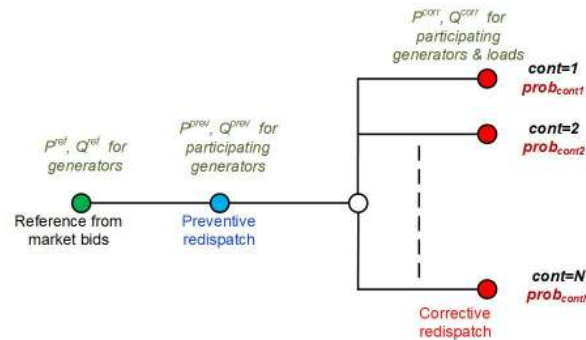 P^corr, Q^corr for
participating
generators & loads
cont=1
prob_cont1
cont=2
prob_cont2
P^prev, Q^prev for
participating
generators
P^ref, Q^ref for
generators
Reference from
market bids
Preventive
redispatch
cont=N
Corrective
redispatch